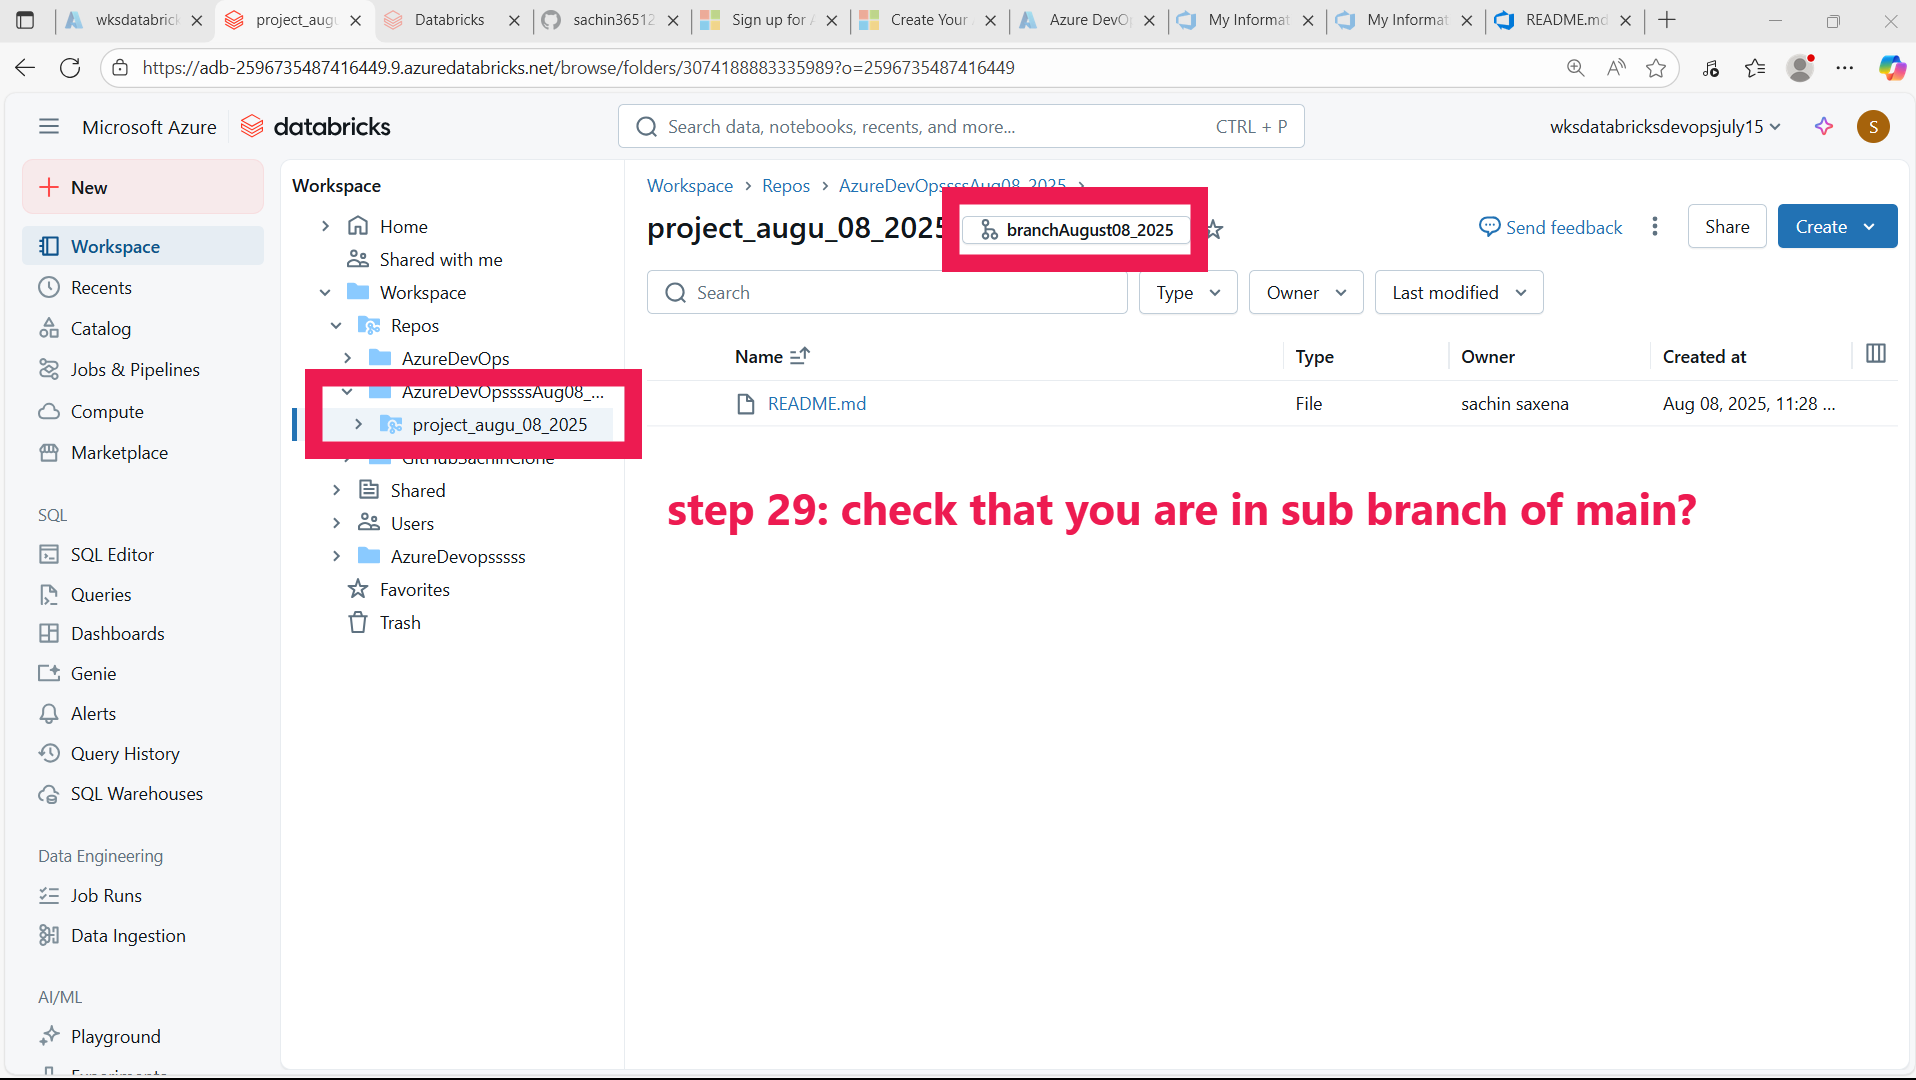 wksdatabrick
project_augu
Databricks
sachin36512
Sign up for A
Create Your A
Azure DevO
My Informat
My Informat
README.md
https://adb-2596735487416449.9.azuredatabricks.net/browse/folders/3074188883335989?o=2596735487416449
Microsoft Azure
databricks
Search data, notebooks, recents, and more...
CTRL + P
wksdatabricksdevopsjuly15
S
New
Workspace
Recents
Catalog
Jobs & Pipelines
Compute
Marketplace
SQL
SQL Editor
Queries
Dashboards
Genie
Alerts
Query History
SQL Warehouses
Data Engineering
Job Runs
Data Ingestion
AI/ML
Playground
Experiments
Workspace
Home
Shared with me
Workspace
Repos
AzureDevOps
AzureDevOpssssAug08_...
project_augu_08_2025
GitHubSachinClone
Shared
Users
AzureDevopsssss
Favorites
Trash
Workspace > Repos > AzureDevOpssssAug08_2025 >
project_augu_08_2025
branchAugust08_2025
Send feedback
Share
Create
Search
Type
Owner
Last modified
Name
Type
Owner
Created at
README.md
File
sachin saxena
Aug 08, 2025, 11:28 ...
step 29: check that you are in sub branch of main?